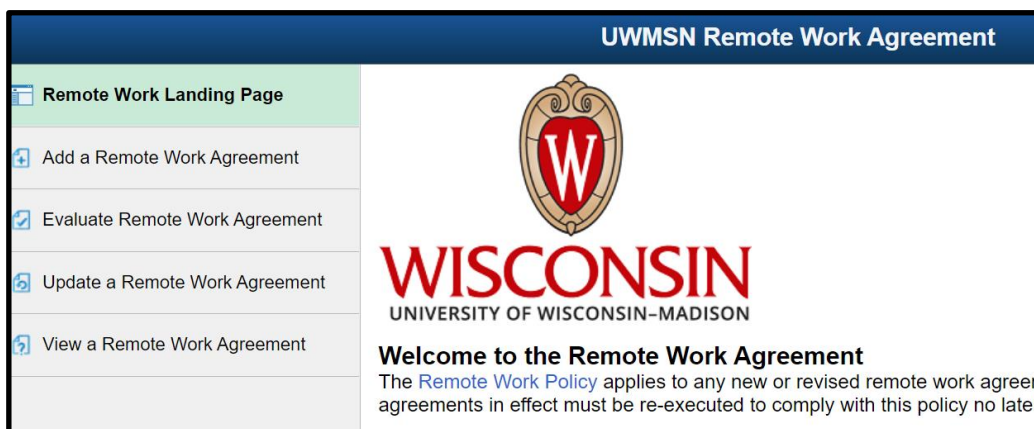 UWMSN Remote Work Agreement
Remote Work Landing Page
Add a Remote Work Agreement
Evaluate Remote Work Agreement
Update a Remote Work Agreement
View a Remote Work Agreement
W
WISCONSIN
UNIVERSITY OF WISCONSIN–MADISON
Welcome to the Remote Work Agreement
The Remote Work Policy applies to any new or revised remote work
agreements in effect must be re-executed to comply with this policy no